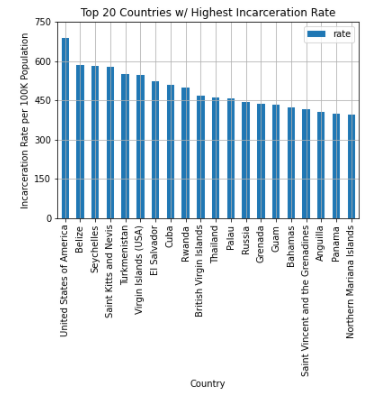 Top 20 Countries w/ Highest Incarceration Rate
rate
Incarceration Rate per 100K Population
750
600
450
300
150
0
United States of America
Belize
Seychelles
Saint Kitts and Nevis
Turkmenistan
Virgin Islands (USA)
El Salvador
Cuba
Rwanda
British Virgin Islands
Thailand
Palau
Russia
Grenada
Guam
Bahamas
Saint Vincent and the Grenadines
Anguilla
Panama
Northern Mariana Islands
Country